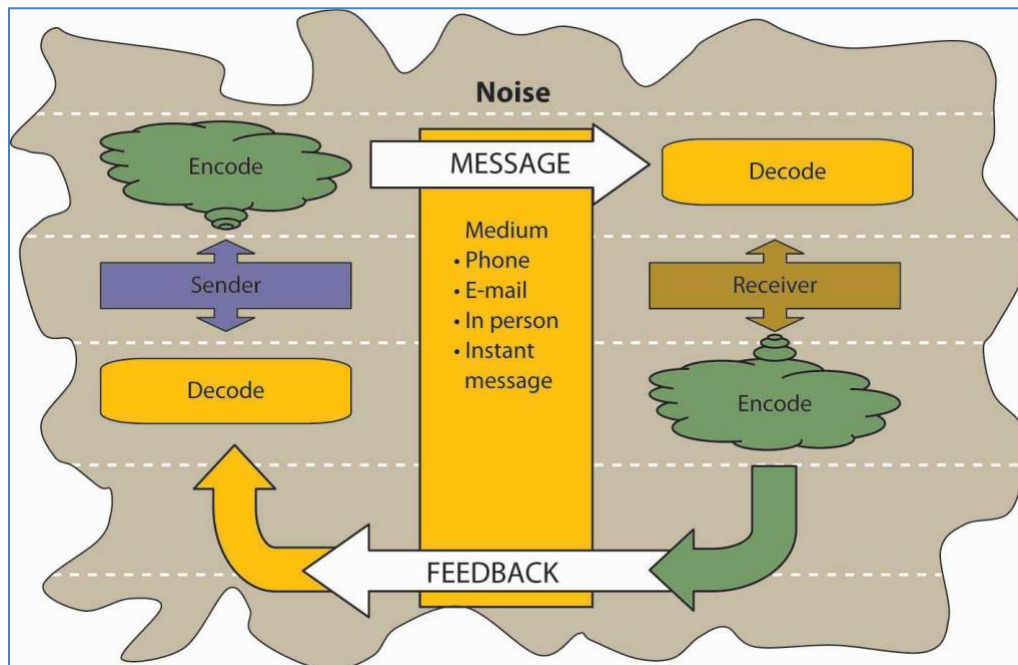 Noise
Encode
MESSAGE
Decode
Medium
• Phone
• E-mail
• In person
• Instant
message
Sender
Receiver
Decode
Encode
FEEDBACK